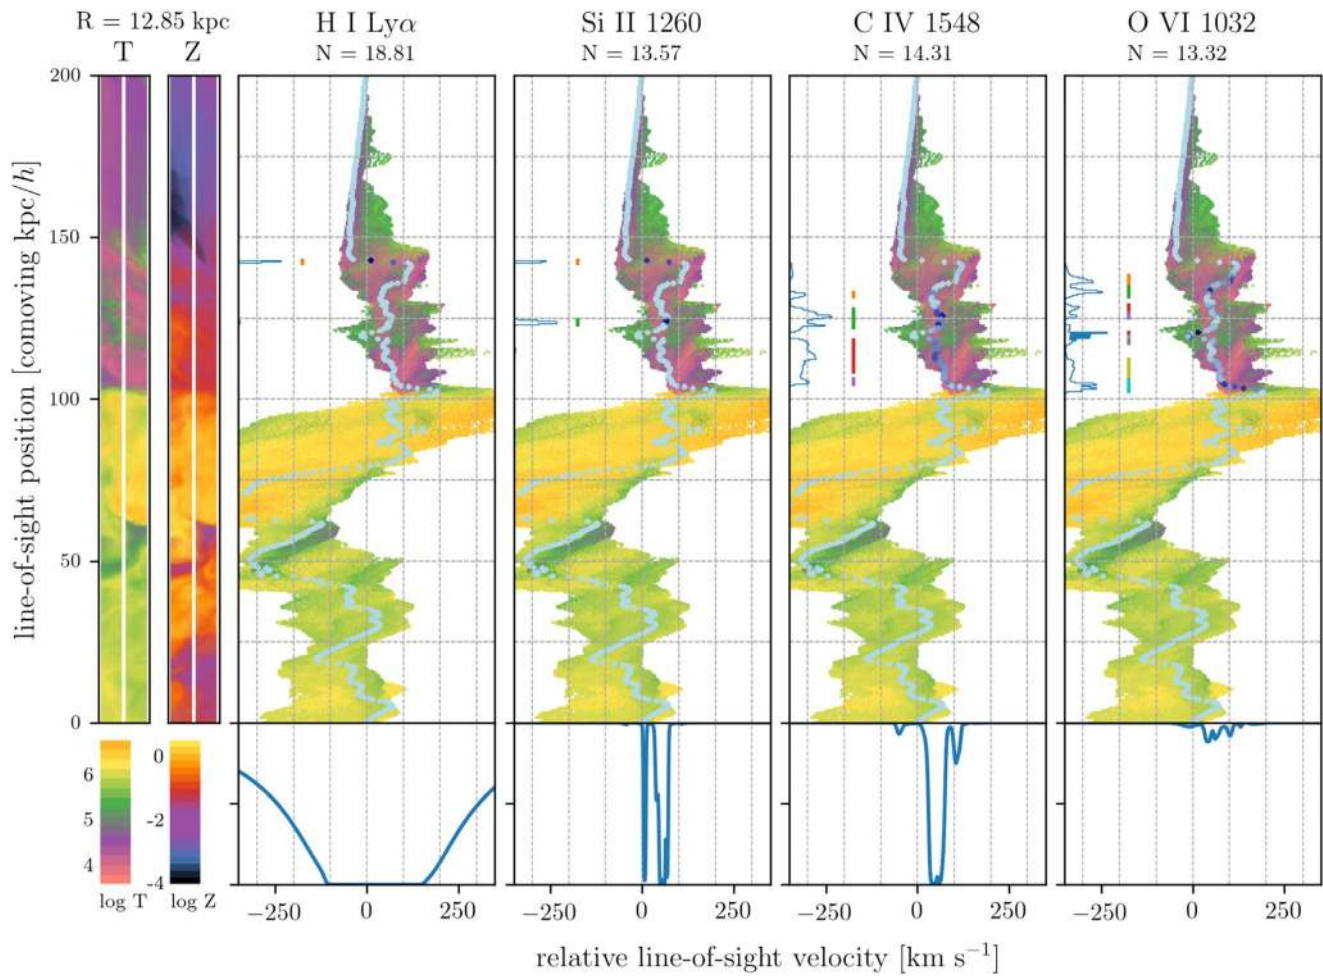 R = 12.85 kpc
T Z
H I Lyα
N = 18.81
Si II 1260
N = 13.57
C IV 1548
N = 14.31
O VI 1032
N = 13.32
200
150
100
50
0
line-of-sight position [comoving kpc/h]
6
5
4
log T
0
-2
-4
log Z
−250 0 250
−250 0 250
−250 0 250
−250 0 250
relative line-of-sight velocity [km s⁻¹]